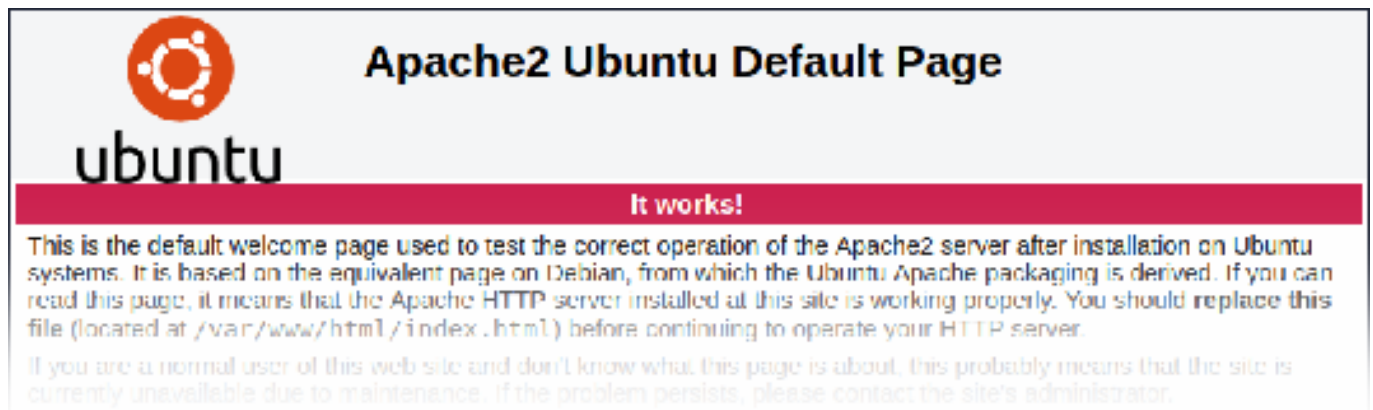 Apache2 Ubuntu Default Page
ubuntu
It works!
This is the default welcome page used to test the correct operation of the Apache2 server after installation on Ubuntu
systems. It is based on the equivalent page on Debian, from which the Ubuntu Apache packaging is derived. If you can
read this page, it means that the Apache HTTP server installed at this site is working properly. You should replace this
file (located at /var/www/html/index.html) before continuing to operate your HTTP server.
If you are a normal user of this web site and don't know what this page is about, this probably means that the site is
currently unavailable due to maintenance. If the problem persists, please contact the site's administrator.